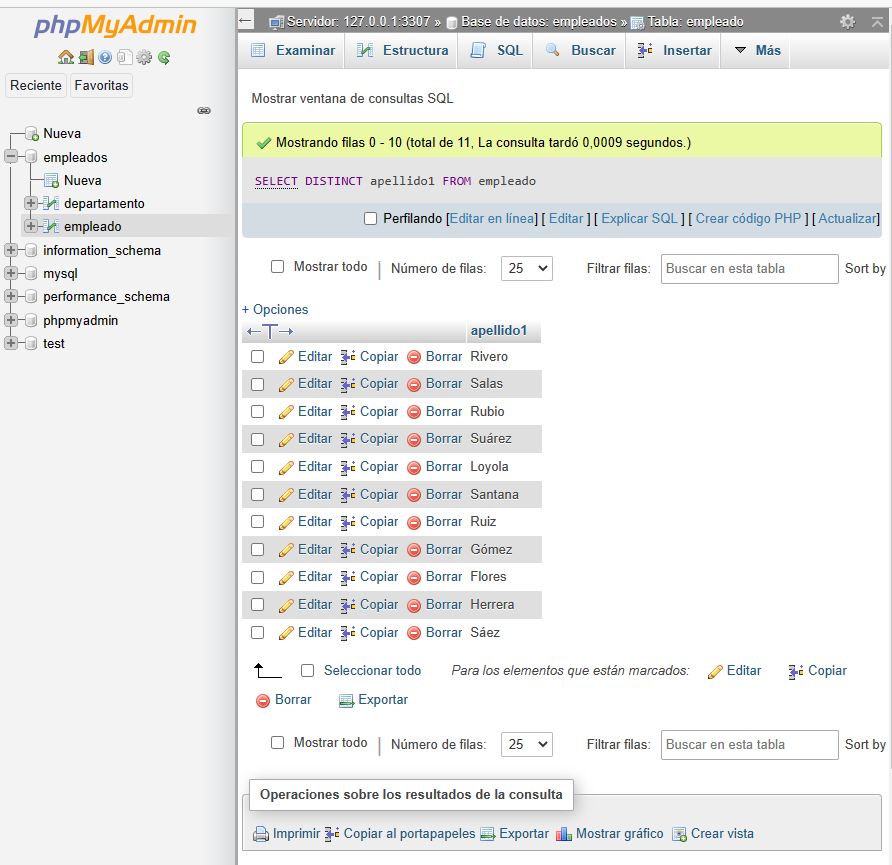 phpMyAdmin
Reciente Favoritas
Nueva
empleados
Nueva
departamento
empleado
information_schema
mysql
performance_schema
phpmyadmin
test
Servidor: 127.0.0.1:3307 » Base de datos: empleados » Tabla: empleado
Examinar Estructura SQL Buscar Insertar Más
Mostrar ventana de consultas SQL
Mostrando filas 0 - 10 (total de 11, La consulta tardó 0,0009 segundos.)
SELECT DISTINCT apellido1 FROM empleado
Perfilando [Editar en línea] [ Editar ] [ Explicar SQL ] [ Crear código PHP ] [ Actualizar]
Mostrar todo | Número de filas: 25 Filtrar filas: Buscar en esta tabla Sort by
+ Opciones
←T→ apellido1
Editar Copiar Borrar Rivero
Editar Copiar Borrar Salas
Editar Copiar Borrar Rubio
Editar Copiar Borrar Suárez
Editar Copiar Borrar Loyola
Editar Copiar Borrar Santana
Editar Copiar Borrar Ruiz
Editar Copiar Borrar Gómez
Editar Copiar Borrar Flores
Editar Copiar Borrar Herrera
Editar Copiar Borrar Sáez
Seleccionar todo Para los elementos que están marcados: Editar Copiar
Borrar Exportar
Mostrar todo | Número de filas: 25 Filtrar filas: Buscar en esta tabla Sort by
Operaciones sobre los resultados de la consulta
Imprimir Copiar al portapapeles Exportar Mostrar gráfico Crear vista